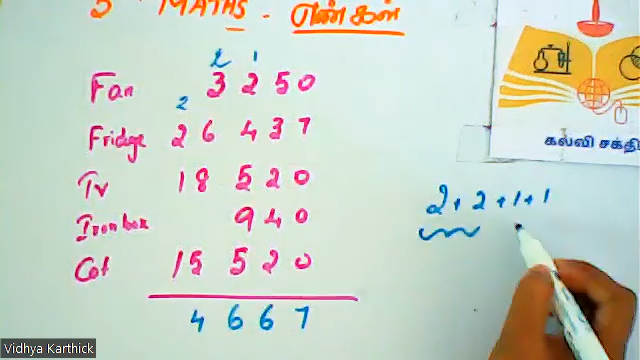 5 MATHS - எண்கள்
2 1
Fan 3 2 5 0
2
Fridge 2 6 4 3 7
Tv 1 8 5 2 0
Iron box 9 4 0
Cot 1 5 5 2 0
4 6 6 7
2 + 2 + 1 + 1
கல்வி சக்தி
Vidhya Karthick